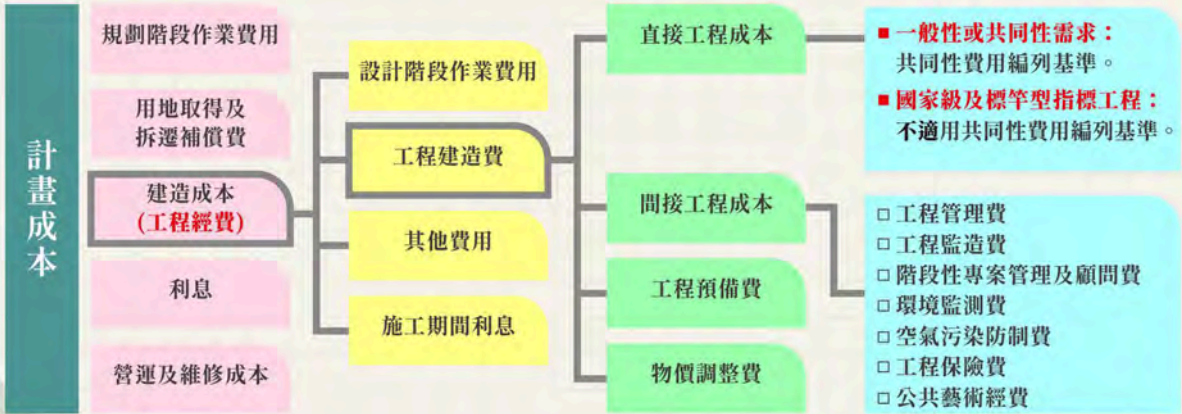 計畫成本
規劃階段作業費用
用地取得及
拆遷補償費
建造成本
(工程經費)
利息
營運及維修成本
設計階段作業費用
工程建造費
其他費用
施工期間利息
直接工程成本
間接工程成本
工程預備費
物價調整費
■一般性或共同性需求：
共同性費用編列基準。
■國家級及標竿型指標工程：
不適用共同性費用編列基準。
□工程管理費
□工程監造費
□階段性專案管理及顧問費
□環境監測費
□空氣污染防制費
□工程保險費
□公共藝術經費